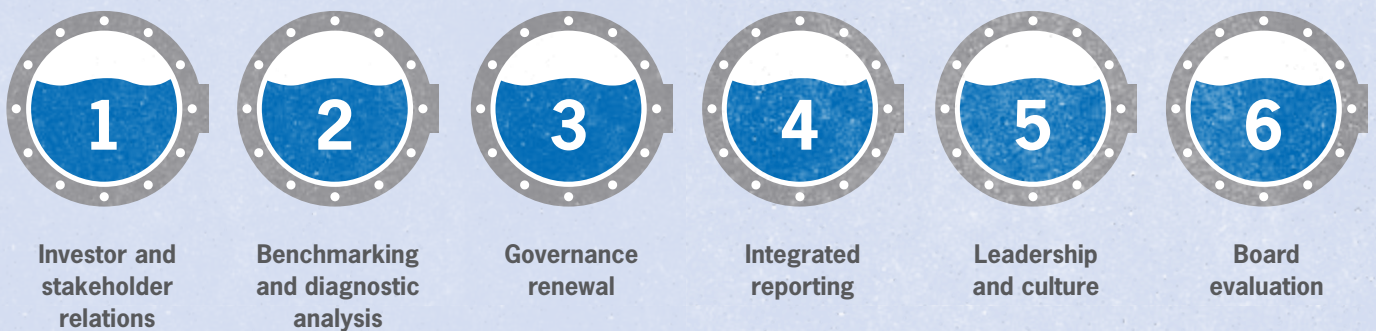 1
Investor and
stakeholder
relations
2
Benchmarking
and diagnostic
analysis
3
Governance
renewal
4
Integrated
reporting
5
Leadership
and culture
6
Board
evaluation